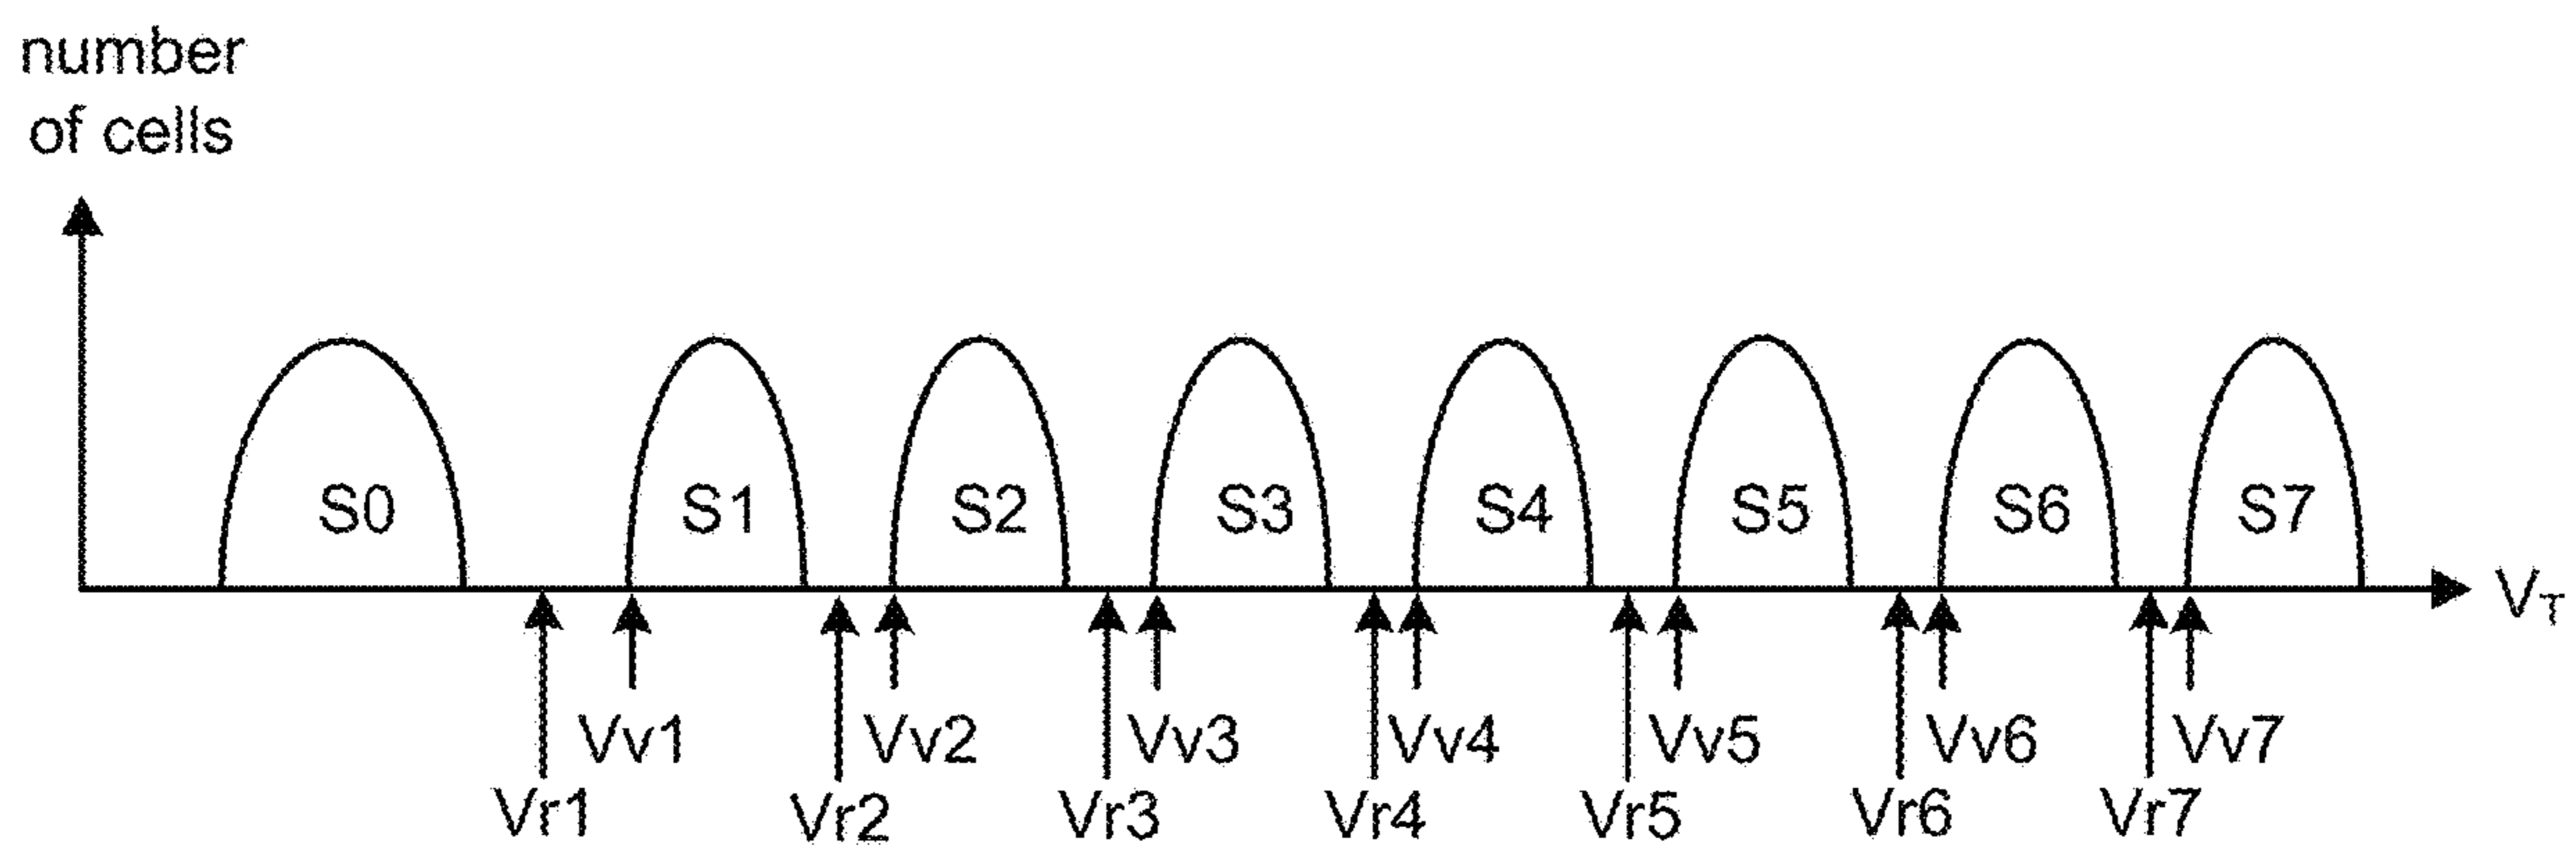 number
of cells
S0 S1 S2 S3 S4 S5 S6 S7
VT
Vv1 Vv2 Vv3 Vv4 Vv5 Vv6 Vv7
Vr1 Vr2 Vr3 Vr4 Vr5 Vr6 Vr7